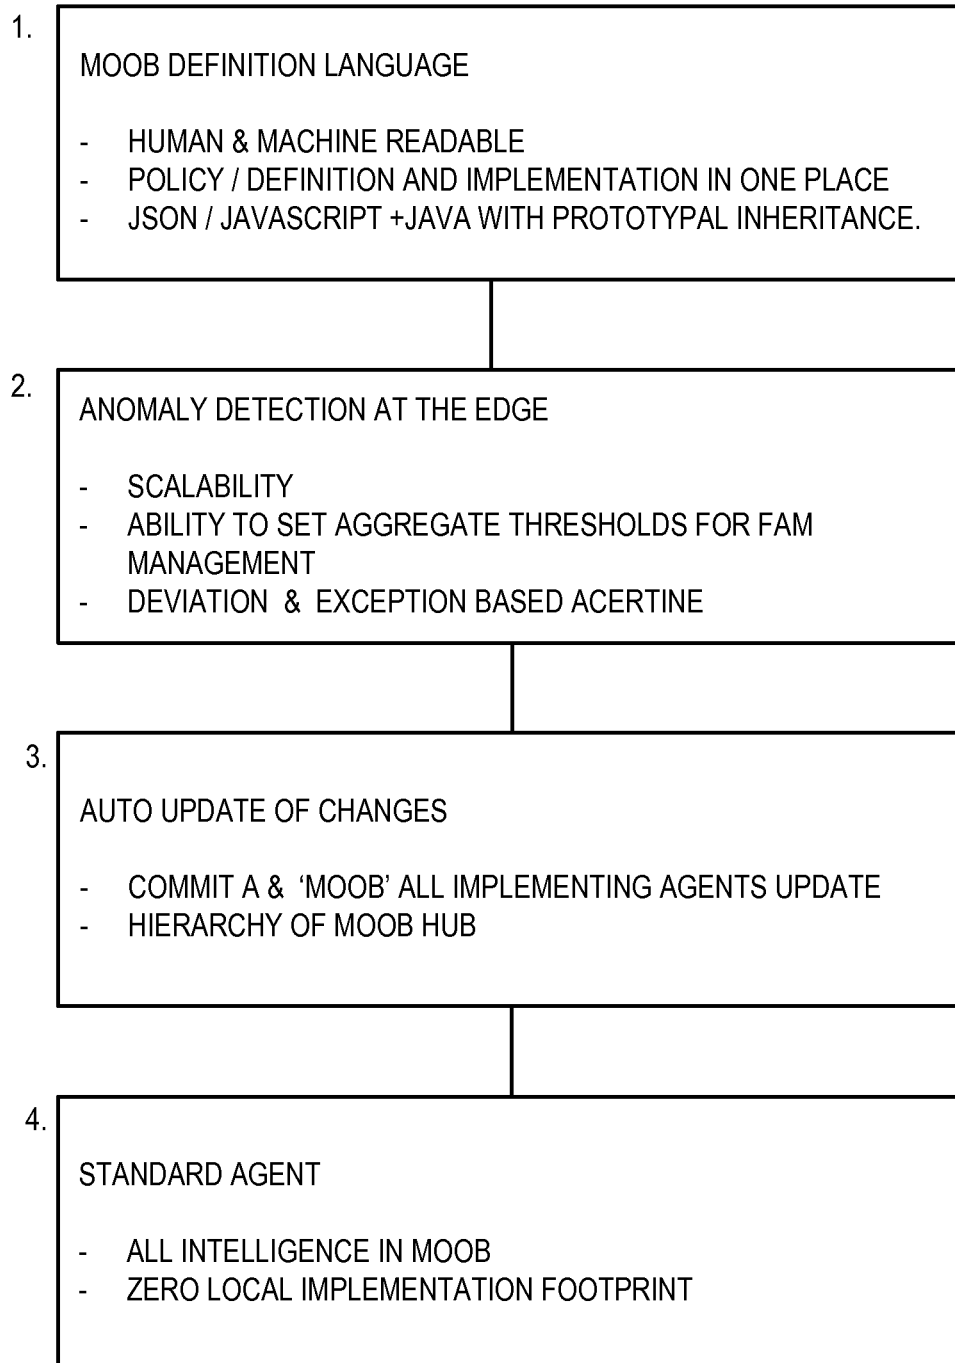 1.
MOOB DEFINITION LANGUAGE
- HUMAN & MACHINE READABLE
- POLICY / DEFINITION AND IMPLEMENTATION IN ONE PLACE
- JSON / JAVASCRIPT +JAVA WITH PROTOTYPAL INHERITANCE.
2.
ANOMALY DETECTION AT THE EDGE
- SCALABILITY
- ABILITY TO SET AGGREGATE THRESHOLDS FOR FAM
MANAGEMENT
- DEVIATION & EXCEPTION BASED ACERTINE
3.
AUTO UPDATE OF CHANGES
- COMMIT A & ‘MOOB’ ALL IMPLEMENTING AGENTS UPDATE
- HIERARCHY OF MOOB HUB
4.
STANDARD AGENT
- ALL INTELLIGENCE IN MOOB
- ZERO LOCAL IMPLEMENTATION FOOTPRINT